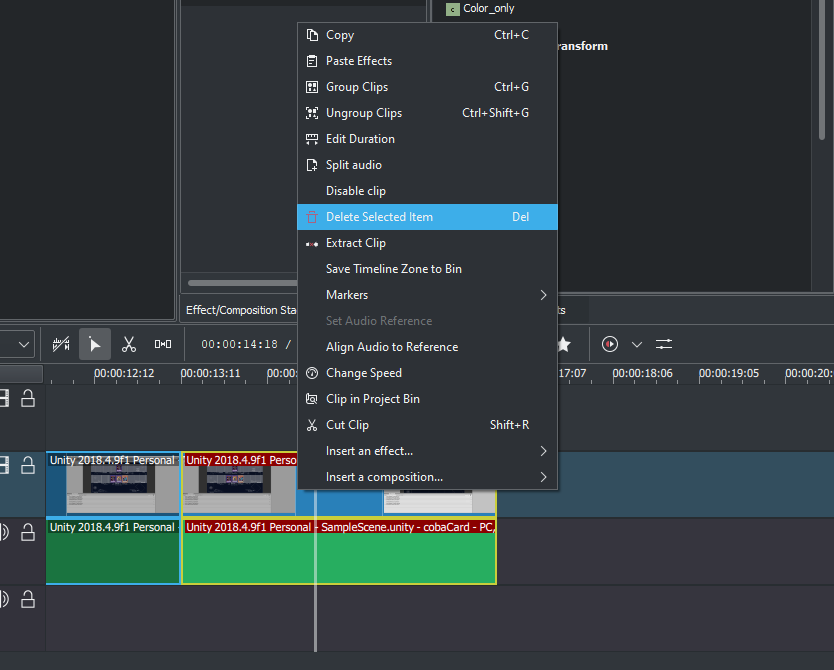 c Color_only
ransform
Copy Ctrl+C
Paste Effects
Group Clips Ctrl+G
Ungroup Clips Ctrl+Shift+G
Edit Duration
Split audio
Disable clip
Delete Selected Item Del
Extract Clip
Save Timeline Zone to Bin
Markers
Set Audio Reference
Align Audio to Reference
Change Speed
Clip in Project Bin
Cut Clip Shift+R
Insert an effect...
Insert a composition...
Effect/Composition Sta
ts
00:00:14:18 /
00:00:12:12 00:00:13:11 00:00: 17:07 00:00:18:06 00:00:19:05 00:00:20:
Unity 2018.4.9f1 Personal - Unity 2018.4.9f1 Perso
Unity 2018.4.9f1 Personal - Unity 2018.4.9f1 Personal - SampleScene.unity - cobaCard - PC,